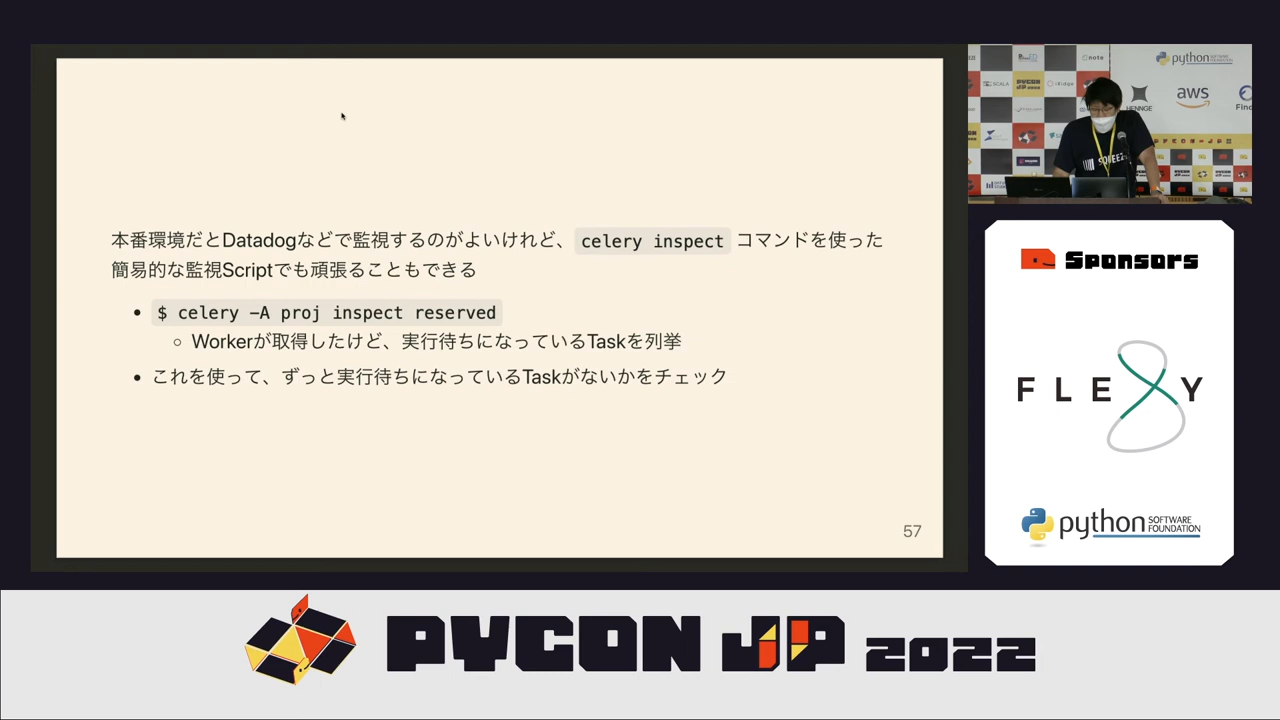 本番環境だとDatadogなどで監視するのがよいけれど、 celery inspect コマンドを使った
簡易的な監視Scriptでも頑張ることもできる
• $ celery -A proj inspect reserved
◦ Workerが取得したけど、実行待ちになっているTaskを列挙
• これを使って、ずっと実行待ちになっているTaskがないかをチェック
57
note
python
SCALA
PYCON
HENNGE
aws
SQUEEZE
Sponsors
FLEXY
python SOFTWARE FOUNDATION
PYCON JP 2022